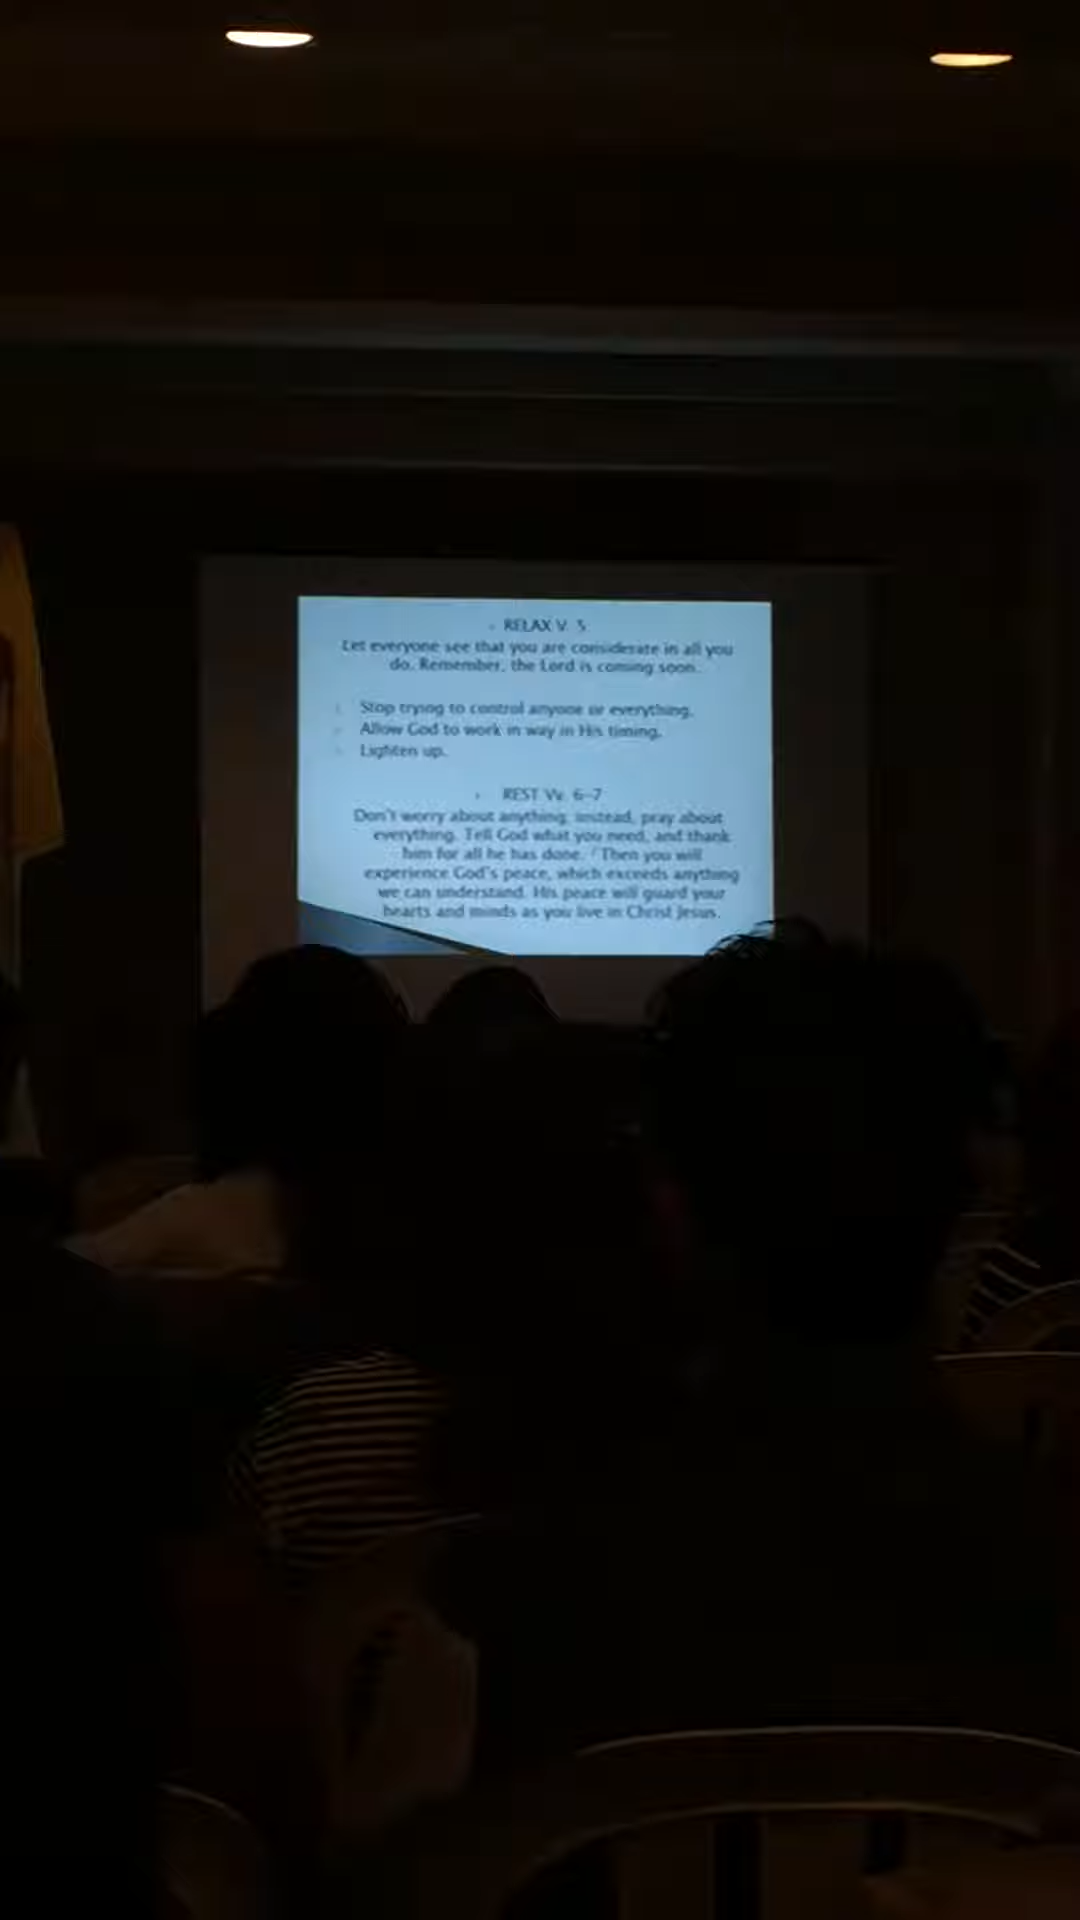 RELAX V. 5
Let everyone see that you are considerate in all you
do. Remember, the Lord is coming soon.
Stop trying to control anyone or everything.
Allow God to work in way in His timing.
Lighten up.
REST Vv. 6-7
Don't worry about anything; instead, pray about
everything. Tell God what you need, and thank
him for all he has done. 7 Then you will
experience God's peace, which exceeds anything
we can understand. His peace will guard your
hearts and minds as you live in Christ Jesus.